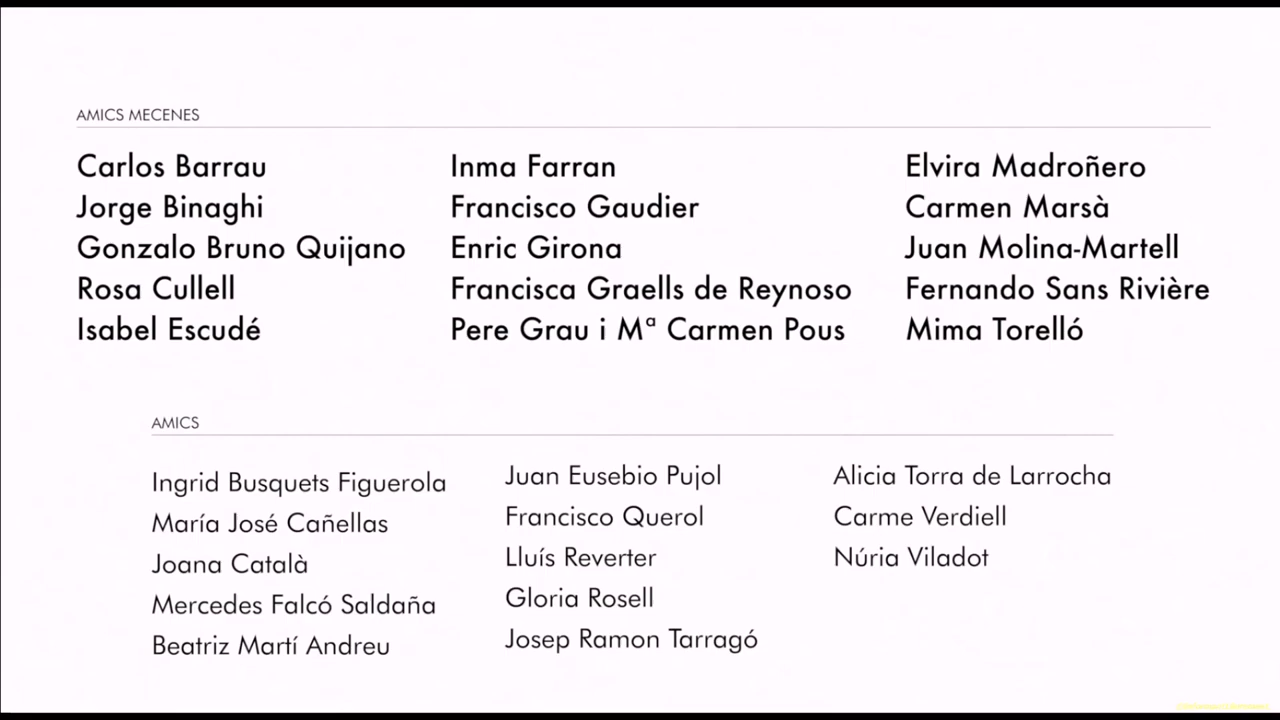 AMICS MECENES
Carlos Barrau
Jorge Binaghi
Gonzalo Bruno Quijano
Rosa Cullell
Isabel Escudé
Inma Farran
Francisco Gaudier
Enric Girona
Francisca Graells de Reynoso
Pere Grau i Mª Carmen Pous
Elvira Madroñero
Carmen Marsà
Juan Molina-Martell
Fernando Sans Rivière
Mima Torelló
AMICS
Ingrid Busquets Figuerola
María José Cañellas
Joana Català
Mercedes Falcó Saldaña
Beatriz Martí Andreu
Juan Eusebio Pujol
Francisco Querol
Lluís Reverter
Gloria Rosell
Josep Ramon Tarragó
Alicia Torra de Larrocha
Carme Verdiell
Núria Viladot